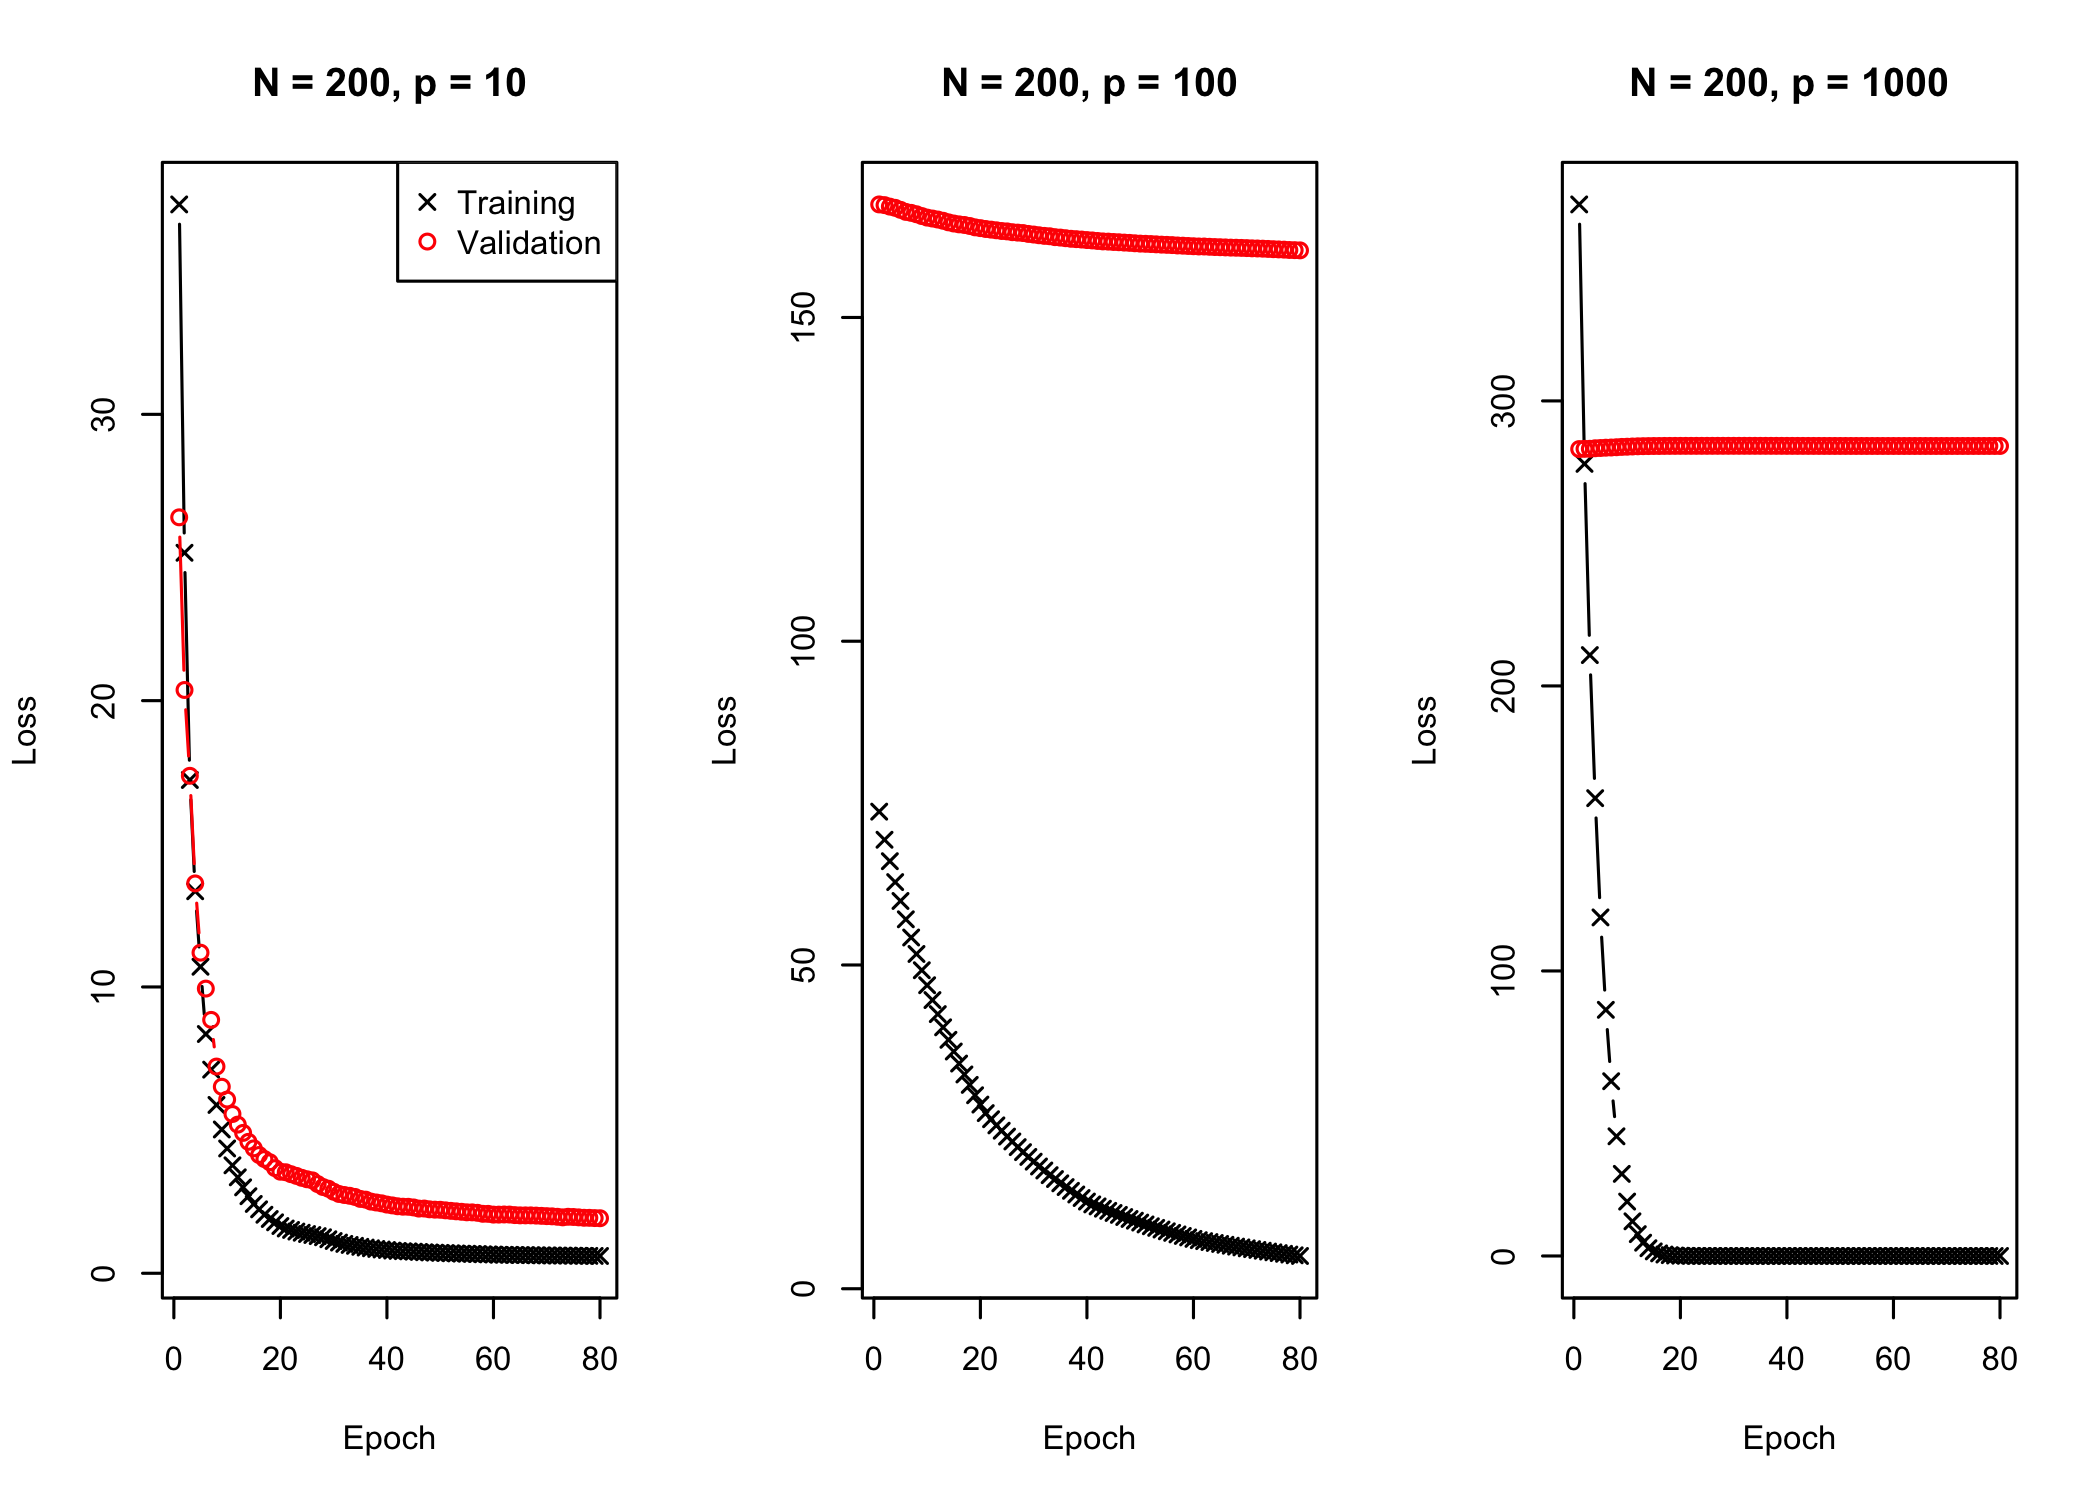 N = 200, p = 10
Training
Validation
Loss
30
20
10
0
0 20 40 60 80
Epoch
N = 200, p = 100
Loss
150
100
50
0
0 20 40 60 80
Epoch
N = 200, p = 1000
Loss
300
200
100
0
0 20 40 60 80
Epoch